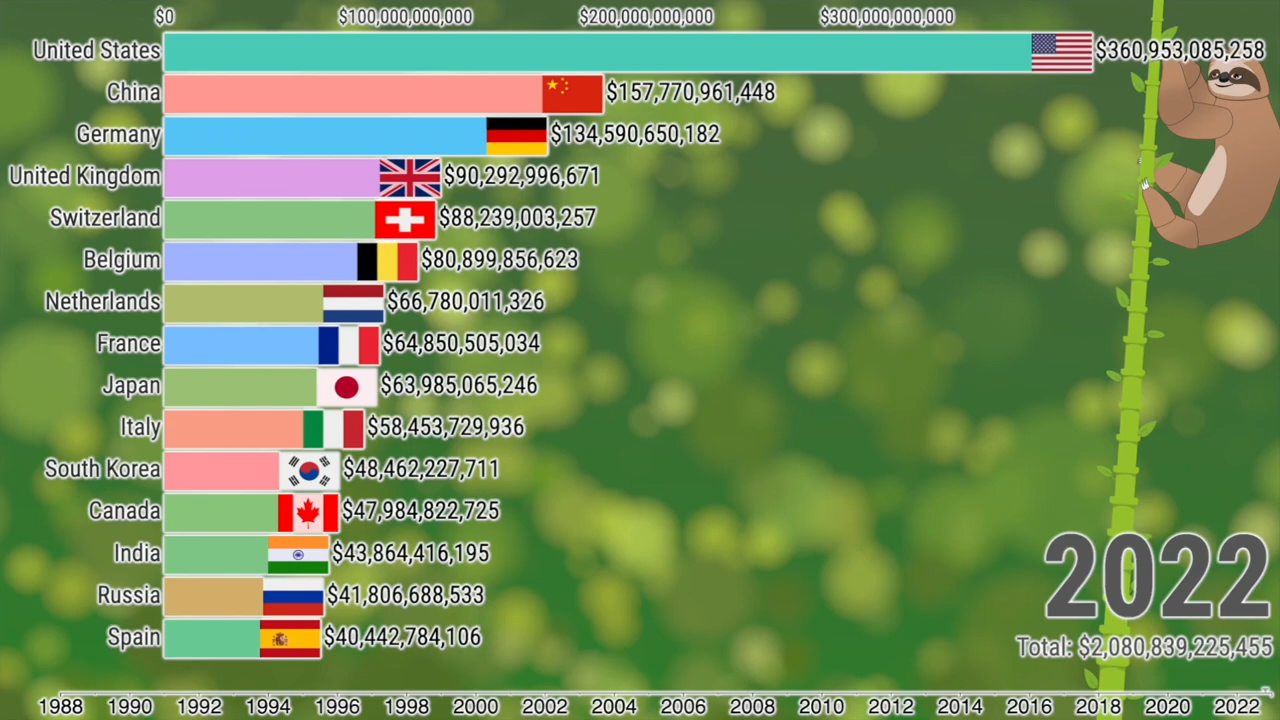 $0 $100,000,000,000 $200,000,000,000 $300,000,000,000
United States $360,953,085,258
China $157,770,961,448
Germany $134,590,650,182
United Kingdom $90,292,996,671
Switzerland $88,239,003,257
Belgium $80,899,856,623
Netherlands $66,780,011,326
France $64,850,505,034
Japan $63,985,065,246
Italy $58,453,729,936
South Korea $48,462,227,711
Canada $47,984,822,725
India $43,864,416,195
Russia $41,806,688,533
Spain $40,442,784,106
2022
Total: $2,080,839,225,455
1988 1990 1992 1994 1996 1998 2000 2002 2004 2006 2008 2010 2012 2014 2016 2018 2020 2022